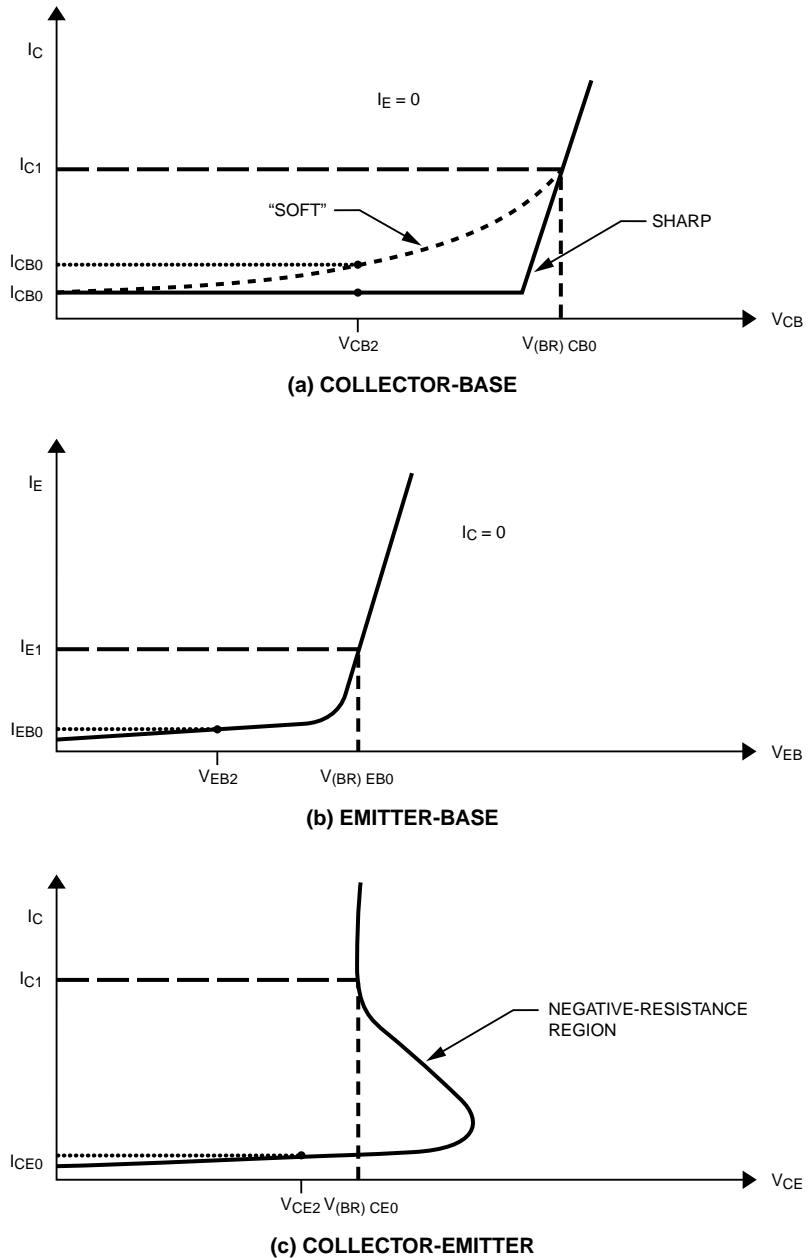 IC
IE = 0
IC1
“SOFT”
SHARP
ICB0
ICB0
VCB
VCB2
V(BR) CB0
(a) COLLECTOR-BASE
IE
IC = 0
IE1
IEB0
VEB
VEB2
V(BR) EB0
(b) EMITTER-BASE
IC
IC1
NEGATIVE-RESISTANCE
REGION
ICE0
VCE
VCE2 V(BR) CE0
(c) COLLECTOR-EMITTER